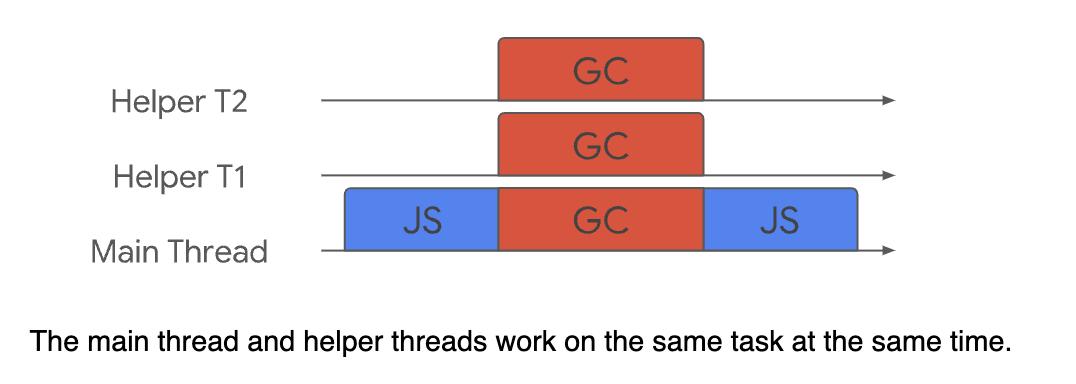 GC
Helper T2
GC
Helper T1
JS GC JS
Main Thread
The main thread and helper threads work on the same task at the same time.